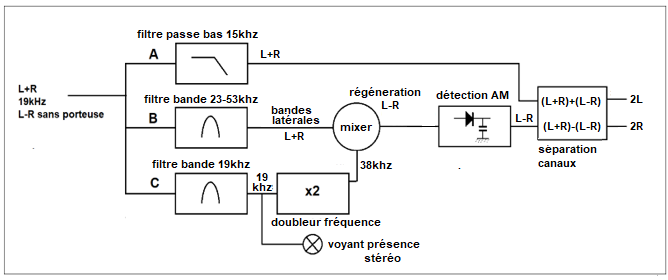 filtre passe bas 15khz
A
L+R
L+R
19kHz
L-R sans porteuse
filtre bande 23-53khz
B
bandes
latérales
L+R
mixer
régéneration
L-R
détection AM
L-R
(L+R)+(L-R)
(L+R)-(L-R)
2L
2R
séparation
canaux
filtre bande 19khz
C
19
khz
x2
38khz
doubleur fréquence
voyant présence
stéréo